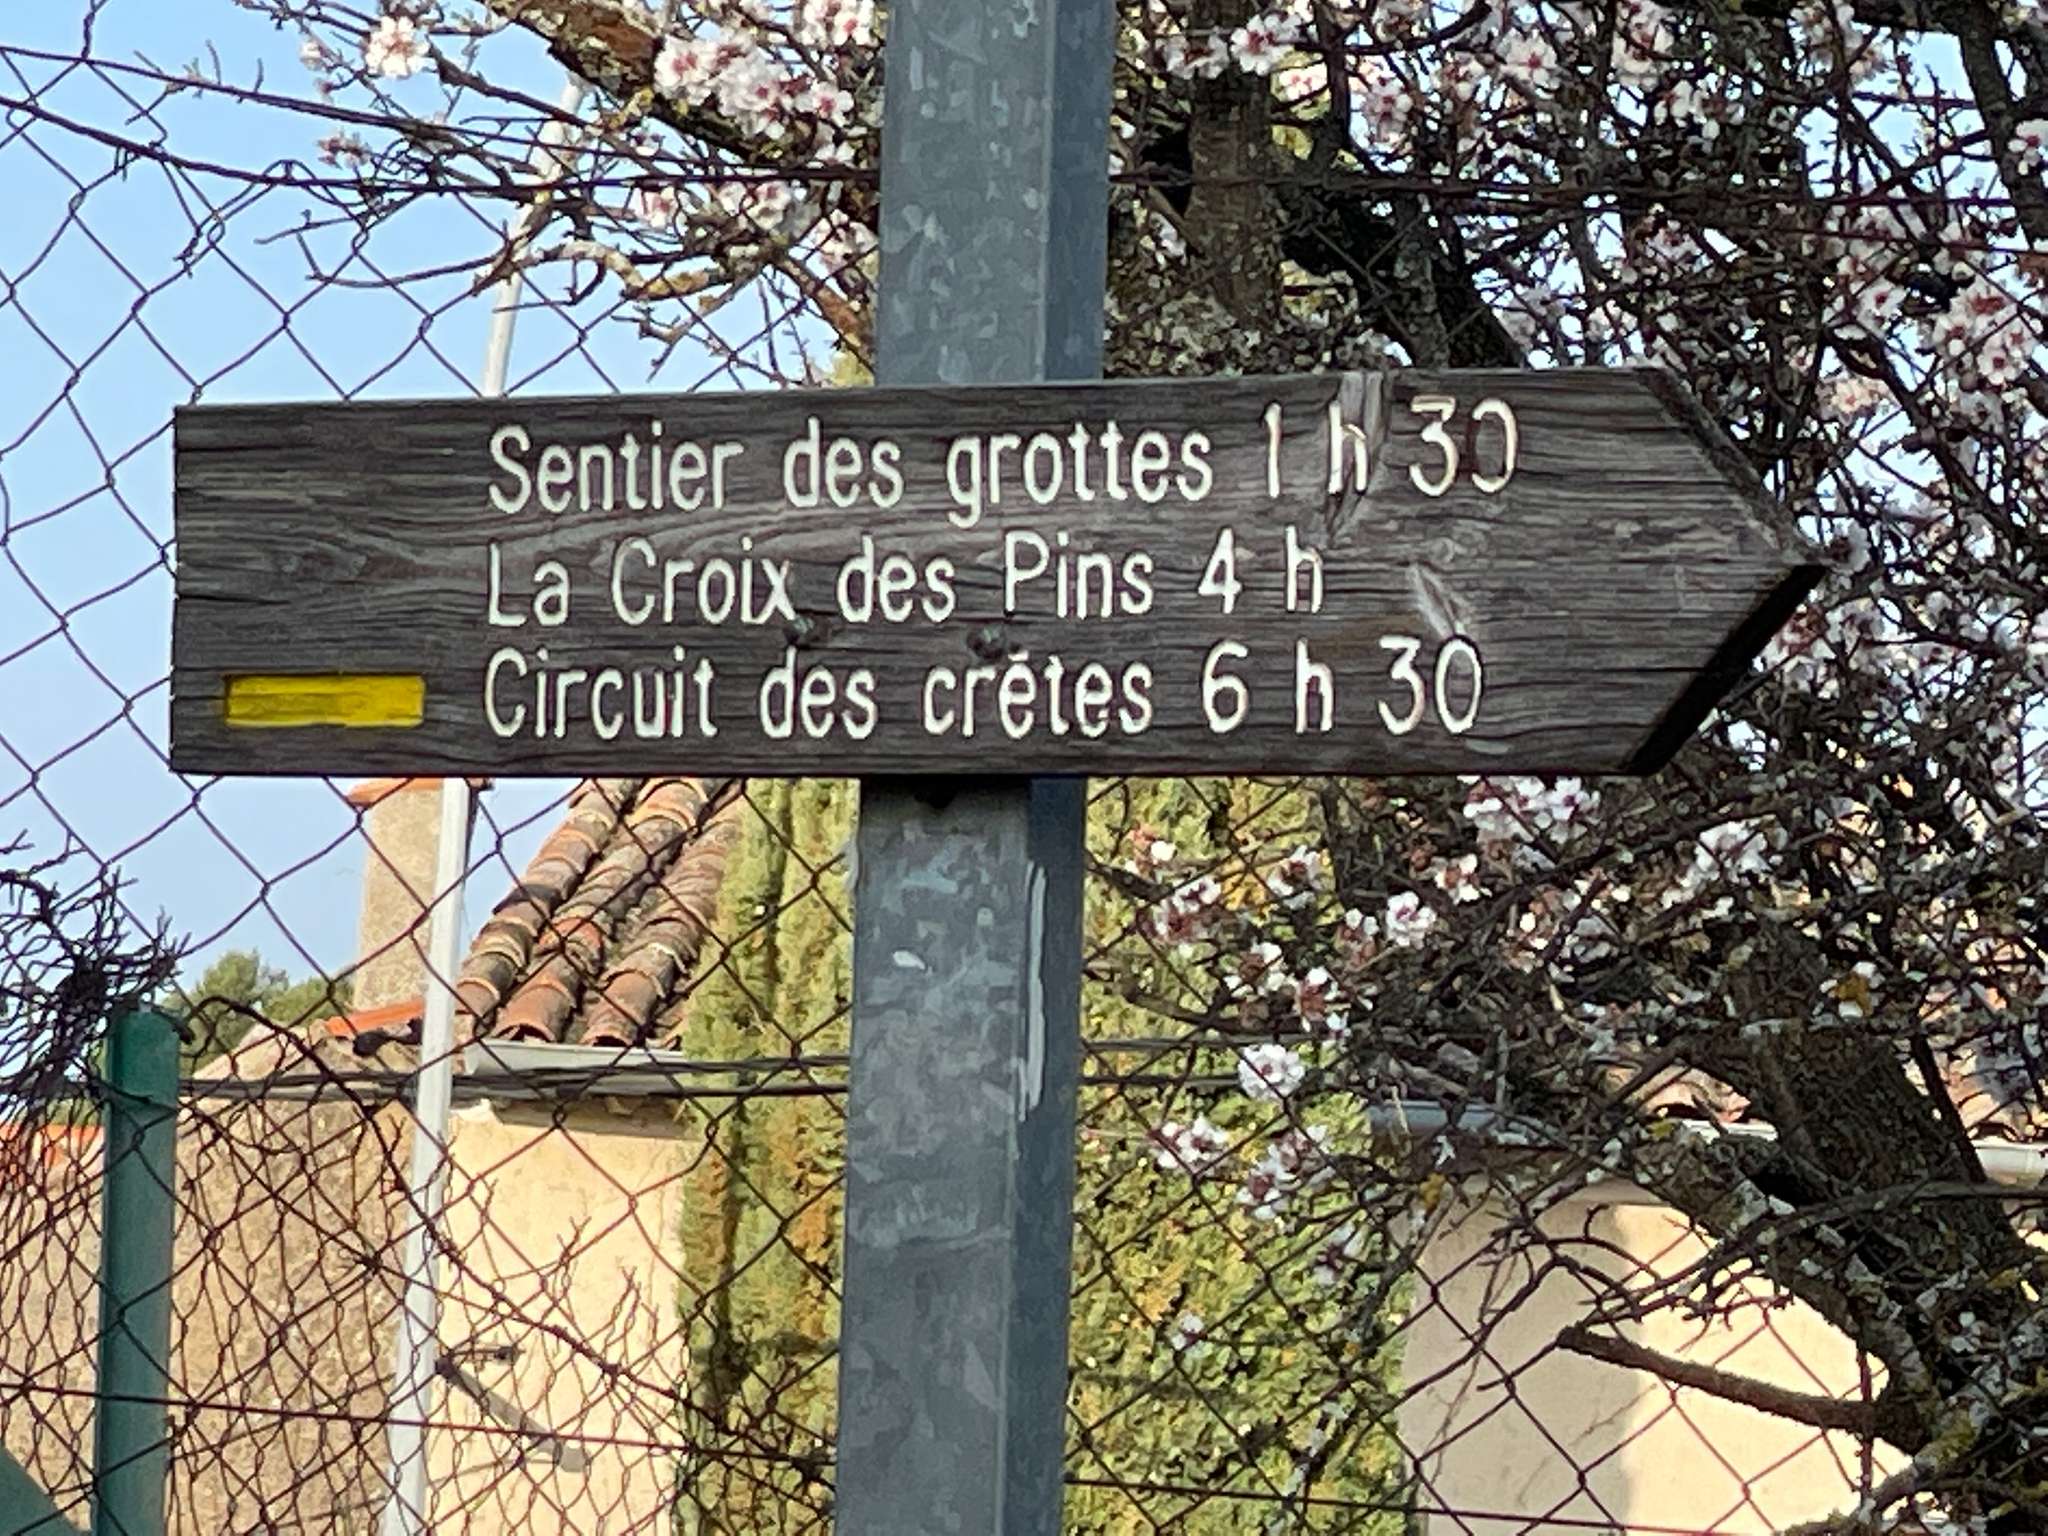 Sentier des grottes 1 h 30
La Croix des Pins 4 h
Circuit des crêtes 6 h 30